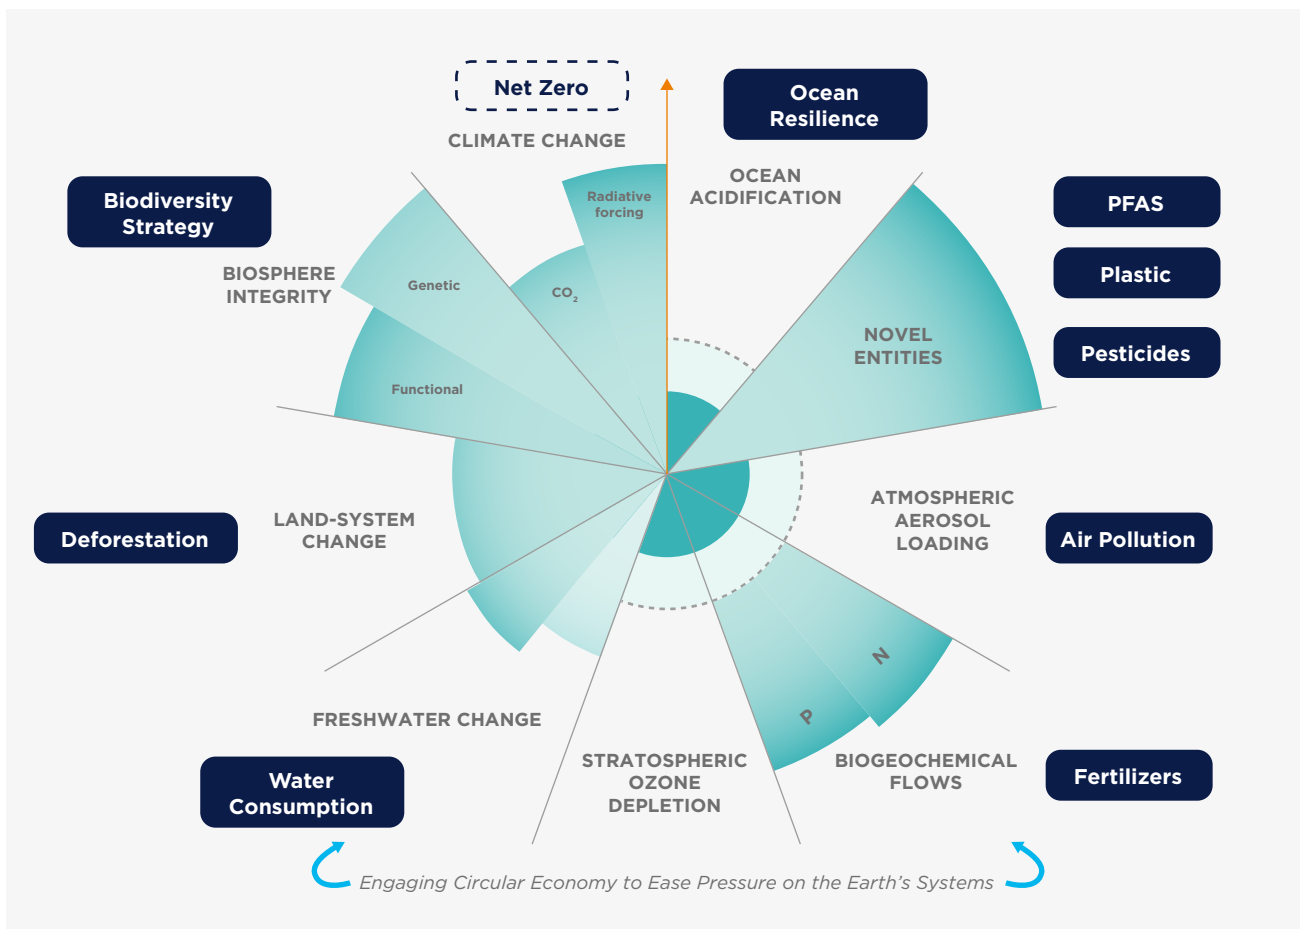 Net Zero
CLIMATE CHANGE
Ocean
Resilience
OCEAN
ACIDIFICATION
Radiative
forcing
Biodiversity
Strategy
BIOSPHERE
INTEGRITY
Genetic
CO₂
Functional
PFAS
Plastic
Pesticides
NOVEL
ENTITIES
Deforestation
LAND-SYSTEM
CHANGE
ATMOSPHERIC
AEROSOL
LOADING
Air Pollution
N
P
FRESHWATER CHANGE
Water
Consumption
STRATOSPHERIC
OZONE
DEPLETION
BIOGEOCHEMICAL
FLOWS
Fertilizers
Engaging Circular Economy to Ease Pressure on the Earth’s Systems